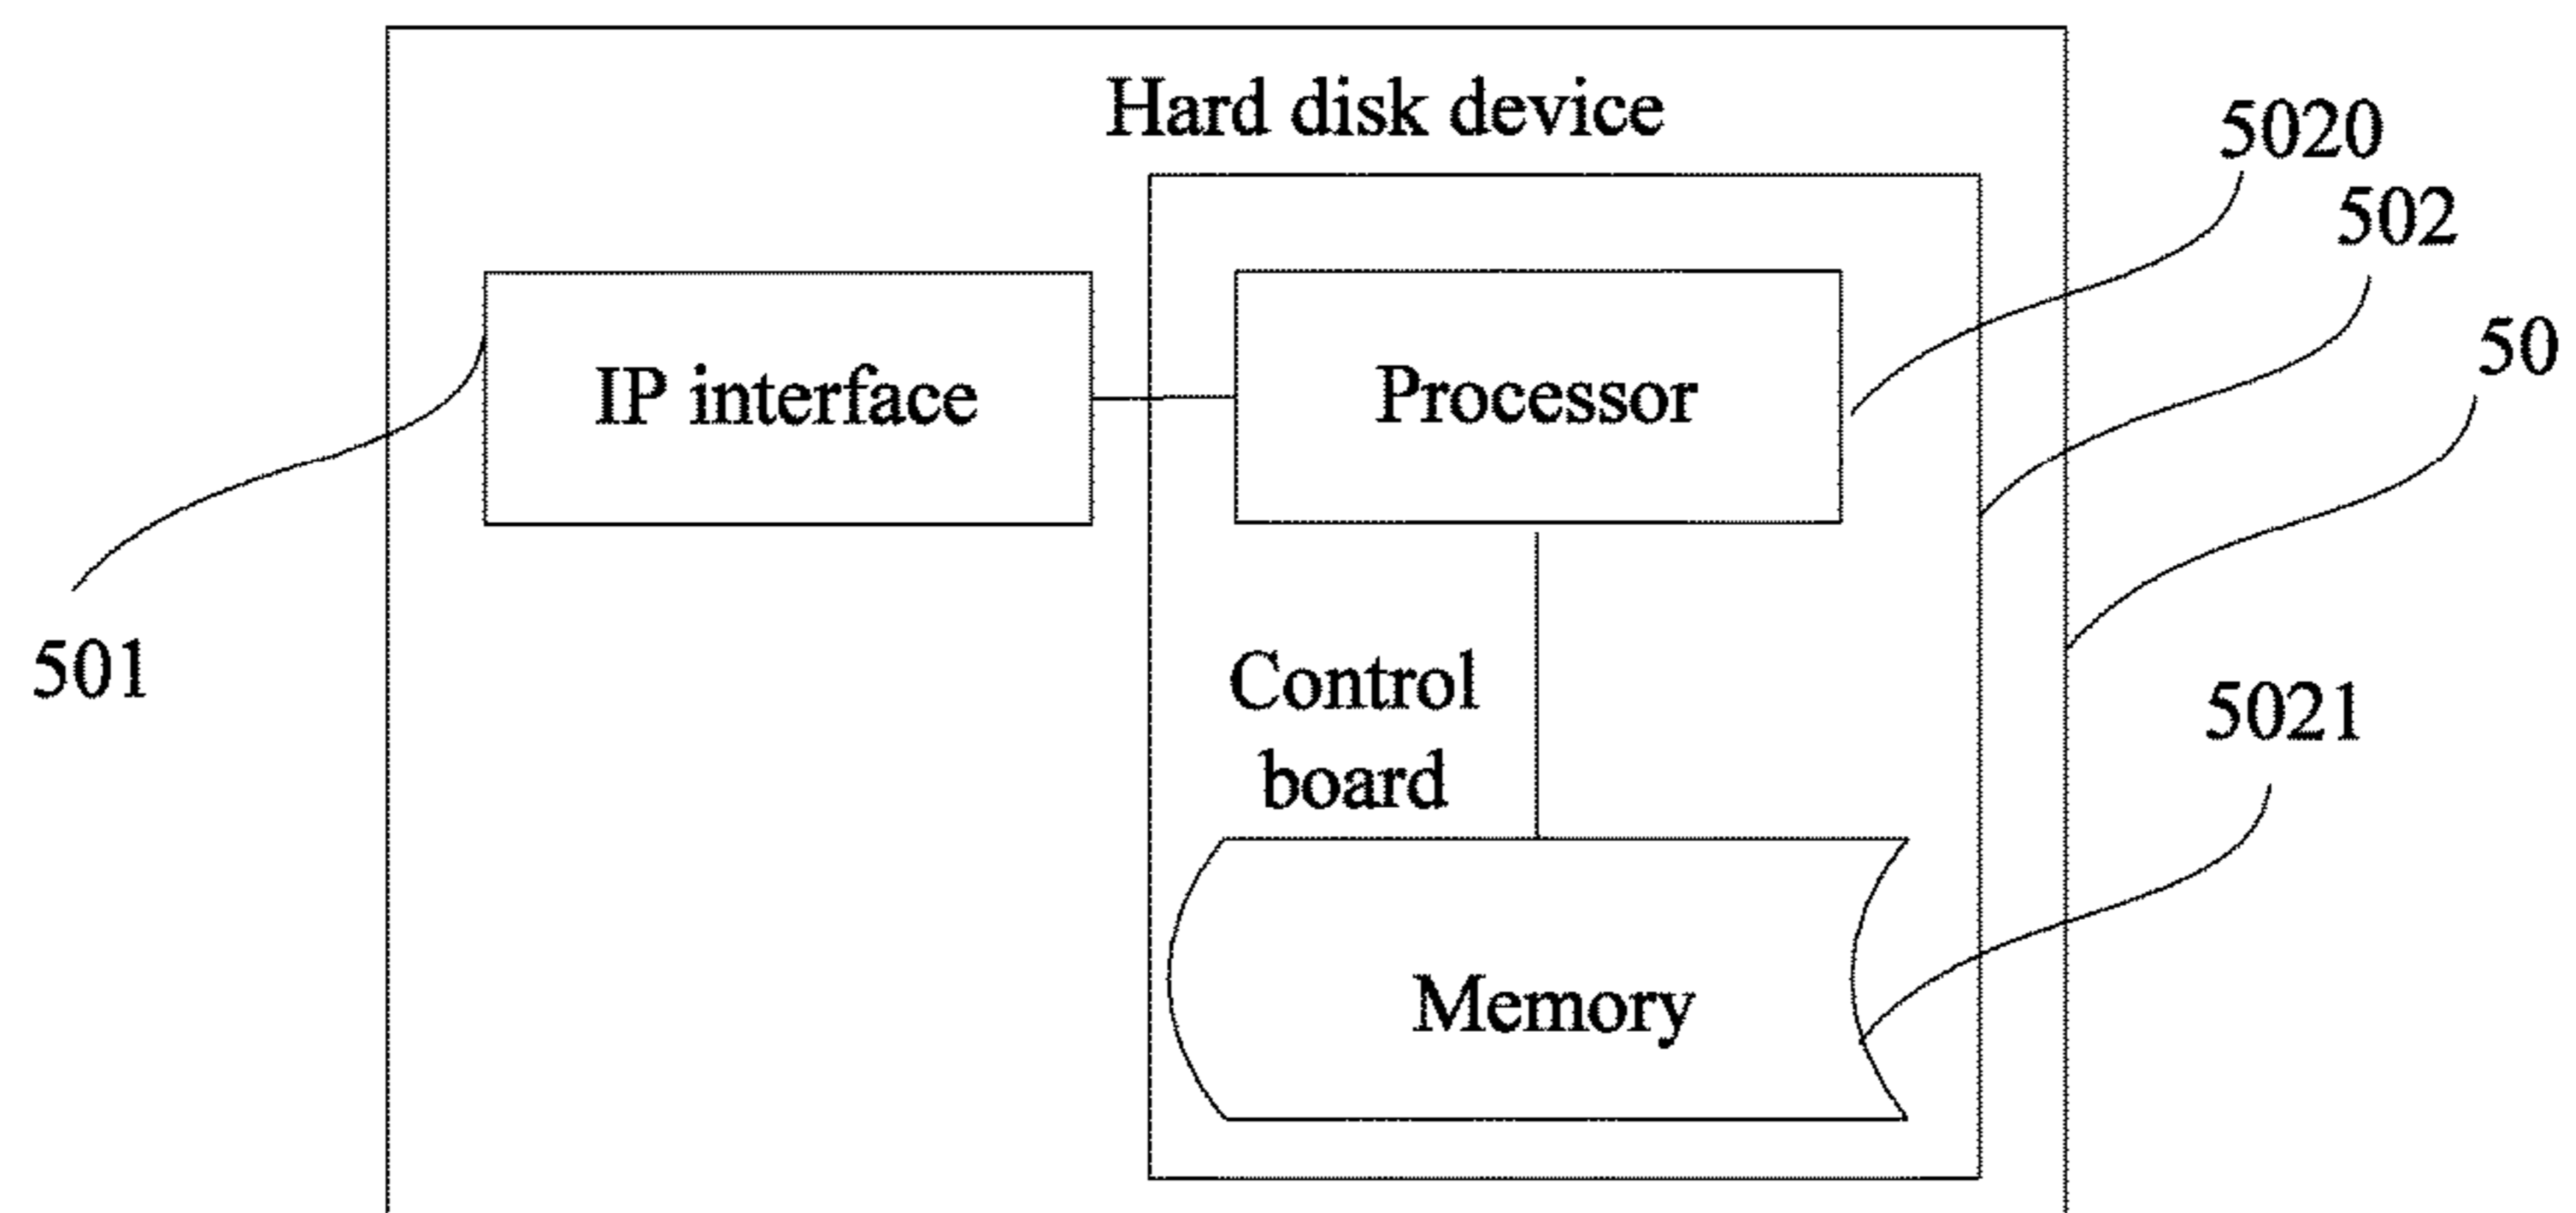 Hard disk device
5020
502
50
IP interface
Processor
501
Control
board
5021
Memory